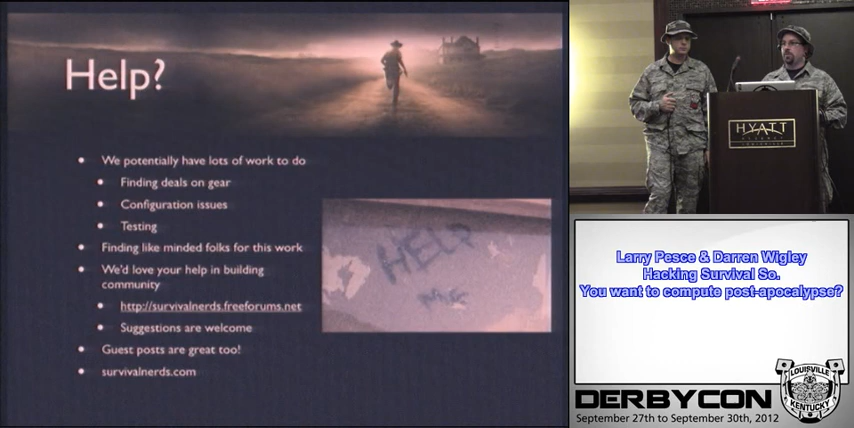 Help?
We potentially have lots of work to do
Finding deals on gear
Configuration issues
Testing
Finding like minded folks for this work
We'd love your help in building
community
http://survivalnerds.freeforums.net
Suggestions are welcome
Guest posts are great too!
survivalnerds.com
HELP
HYATT
REGENCY
LOUISVILLE
Larry Pesce & Darren Wigley
Hacking Survival So.
You want to compute post-apocalypse?
DERBYCON
September 27th to September 30th, 2012
LOUISVILLE
KENTUCKY